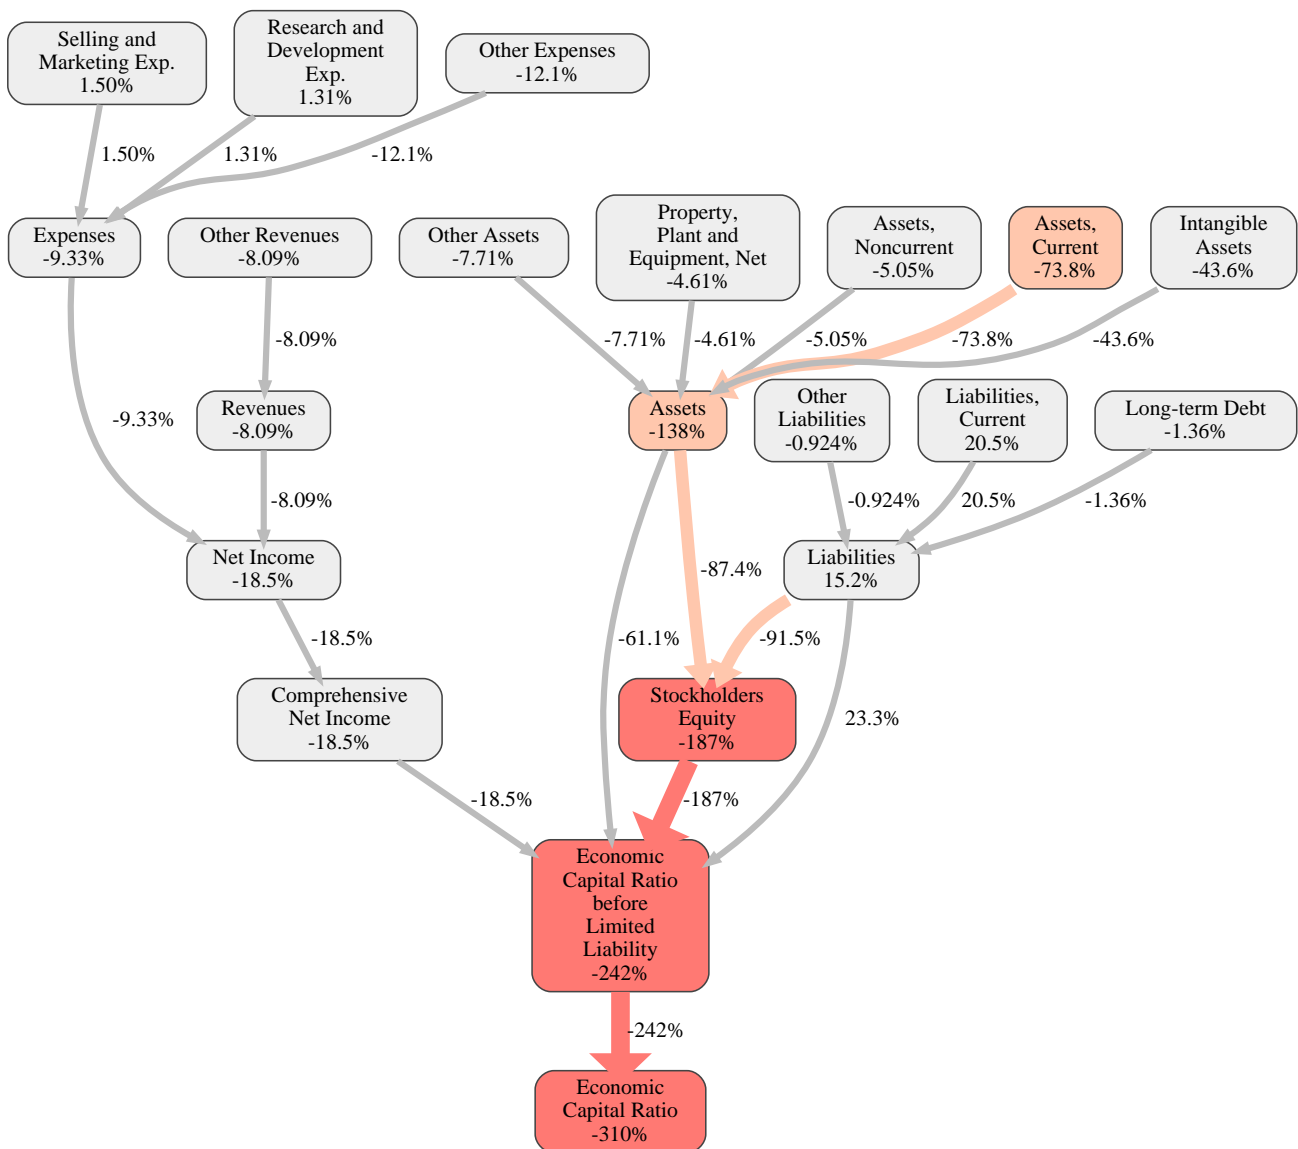 Selling and
Marketing Exp.
1.50%
Research and
Development
Exp.
1.31%
Other Expenses
-12.1%
1.50%
1.31%
-12.1%
Expenses
-9.33%
Other Revenues
-8.09%
Other Assets
-7.71%
Property,
Plant and
Equipment, Net
-4.61%
Assets,
Noncurrent
-5.05%
Assets,
Current
-73.8%
Intangible
Assets
-43.6%
-8.09%
-7.71%
-4.61%
-5.05%
-73.8%
-43.6%
-9.33%
Revenues
-8.09%
Assets
-138%
Other
Liabilities
-0.924%
Liabilities,
Current
20.5%
Long-term Debt
-1.36%
-8.09%
-0.924%
20.5%
-1.36%
Net Income
-18.5%
-87.4%
Liabilities
15.2%
-18.5%
-61.1%
-91.5%
Comprehensive
Net Income
-18.5%
Stockholders
Equity
-187%
23.3%
-18.5%
-187%
Economic
Capital Ratio
before
Limited
Liability
-242%
-242%
Economic
Capital Ratio
-310%